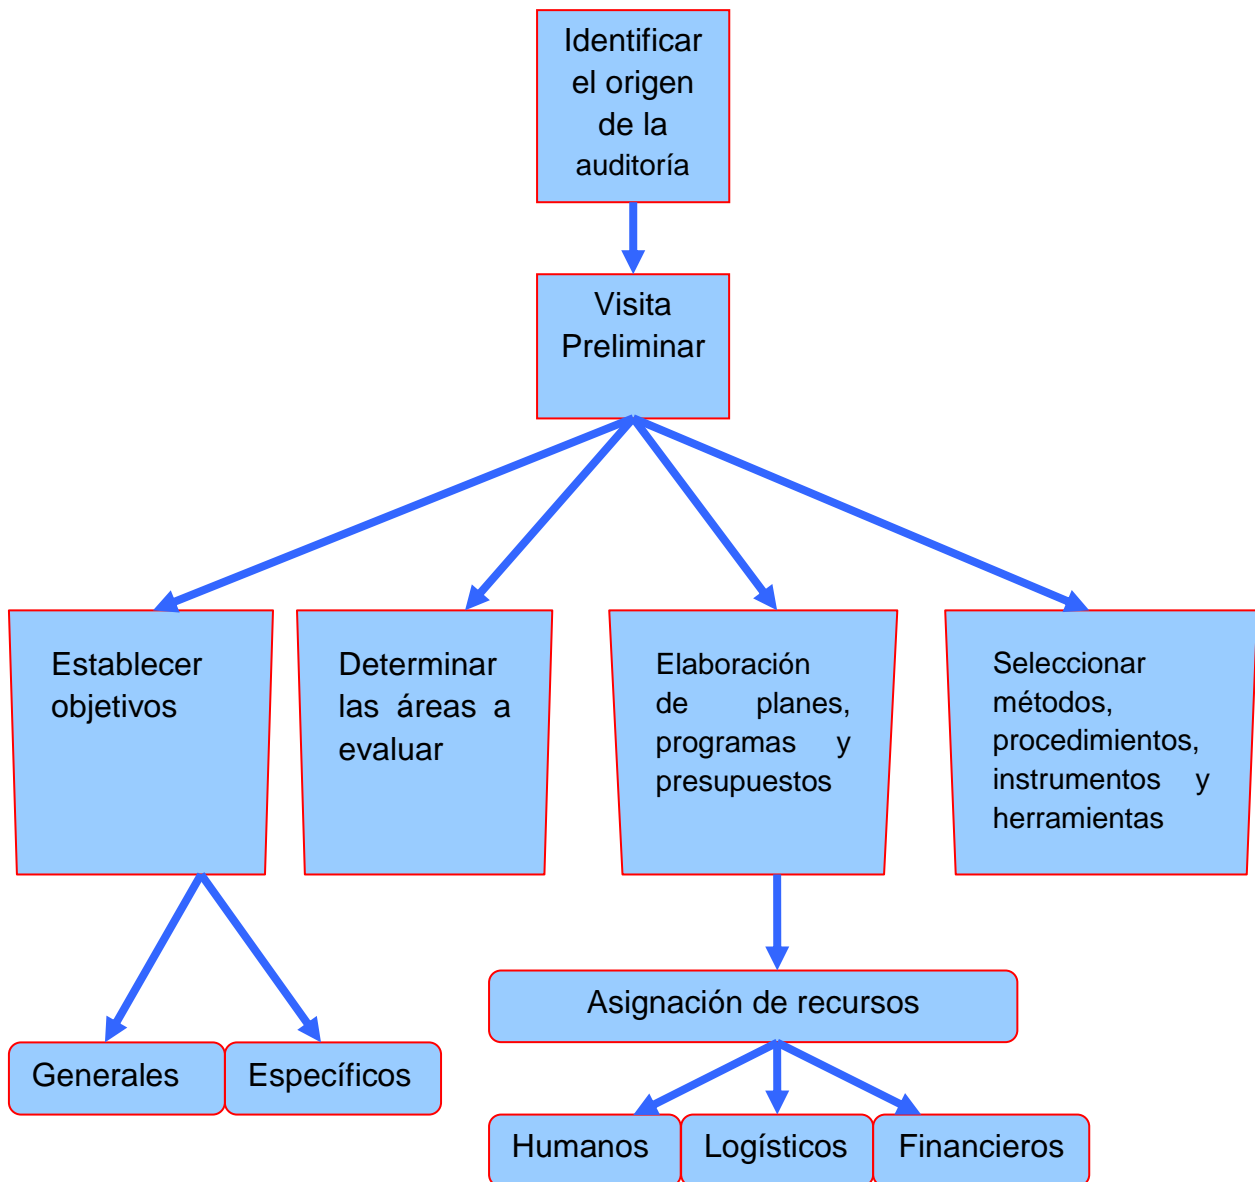 Identificar
el origen
de la
auditoría
Visita
Preliminar
Establecer
objetivos
Determinar
las áreas a
evaluar
Elaboración
de planes,
programas y
presupuestos
Seleccionar
métodos,
procedimientos,
instrumentos y
herramientas
Asignación de recursos
Generales
Específicos
Humanos
Logísticos
Financieros